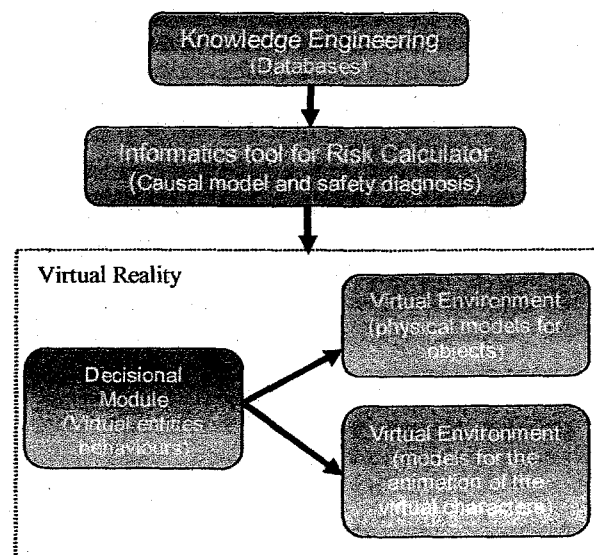 Knowledge Engineering
(Databases)
Informatics tool for Risk Calculator
(Causal model and safety diagnosis)
Virtual Reality
Virtual Environment
(physical models for
objects)
Decisional
Module
(Virtual entities
behaviours)
Virtual Environment
(models for the
animation of the
virtual characters)